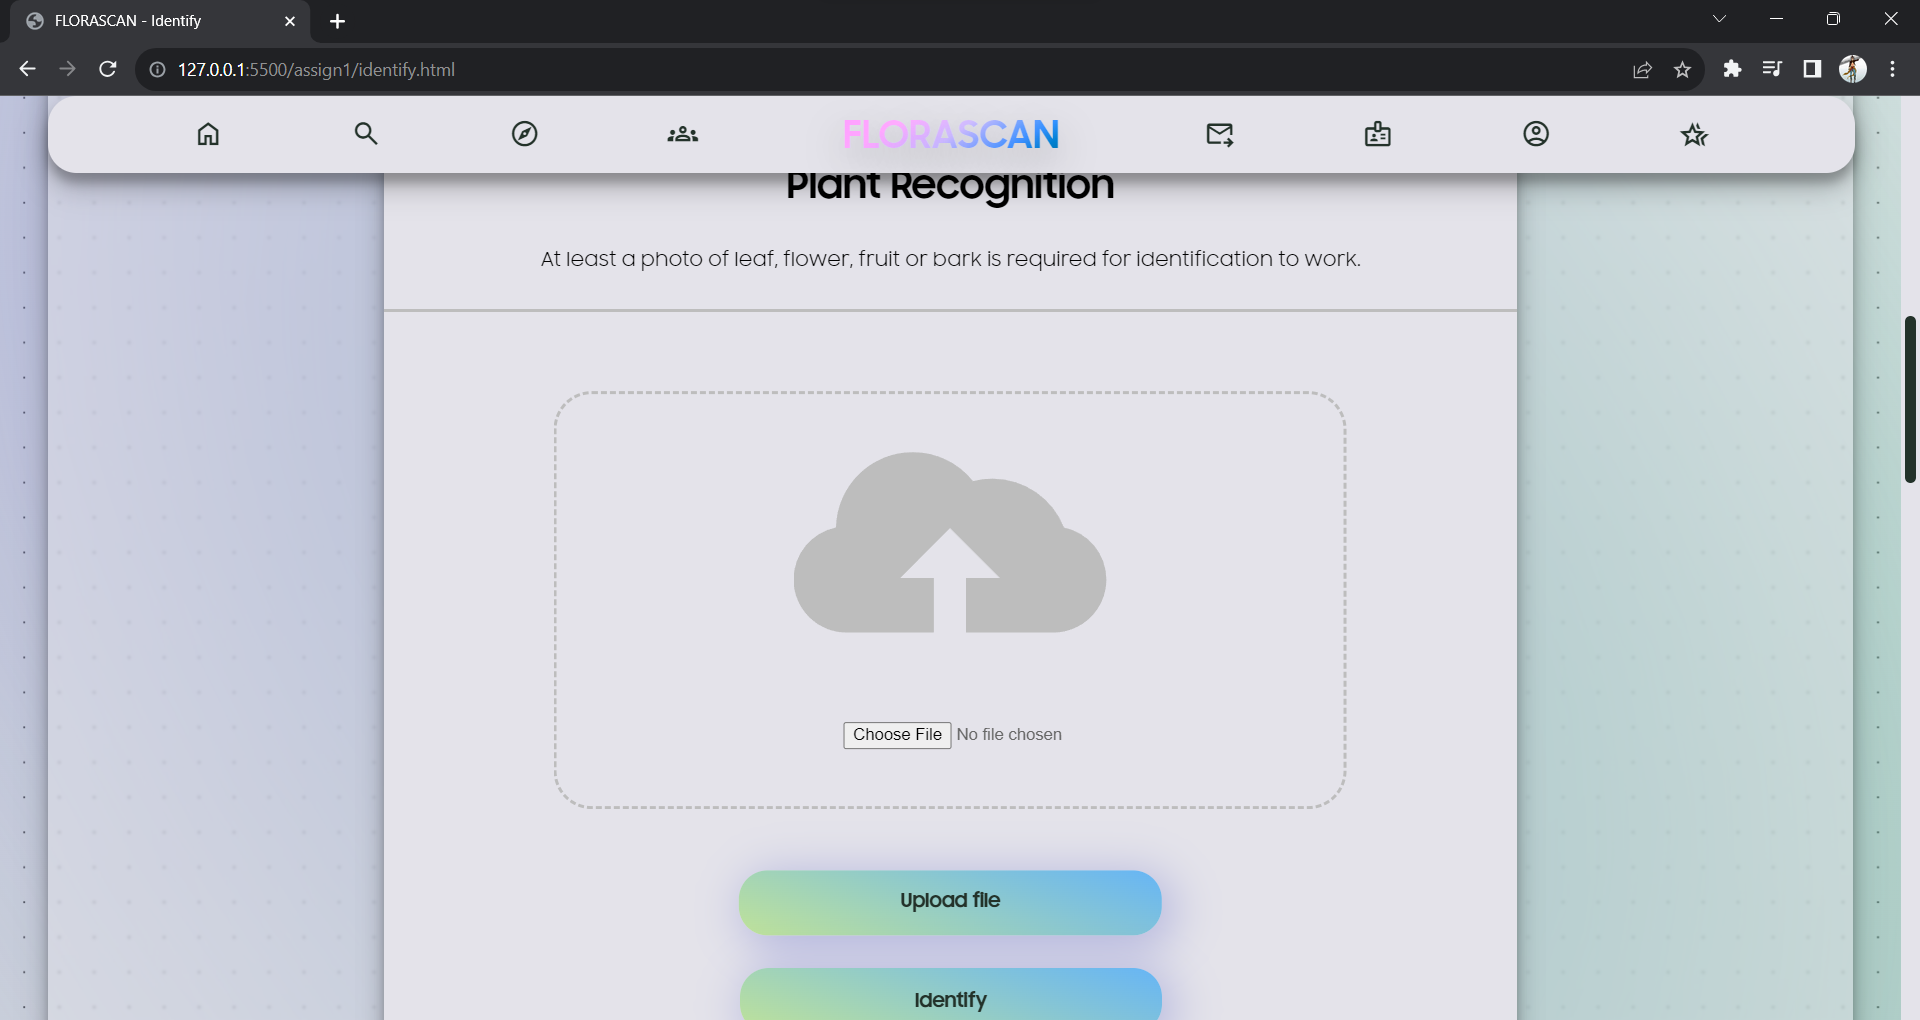 FLORASCAN - Identify
127.0.0.1:5500/assign1/identify.html
FLORASCAN
Plant Recognition
At least a photo of leaf, flower, fruit or bark is required for identification to work.
Choose File No file chosen
Upload file
Identify